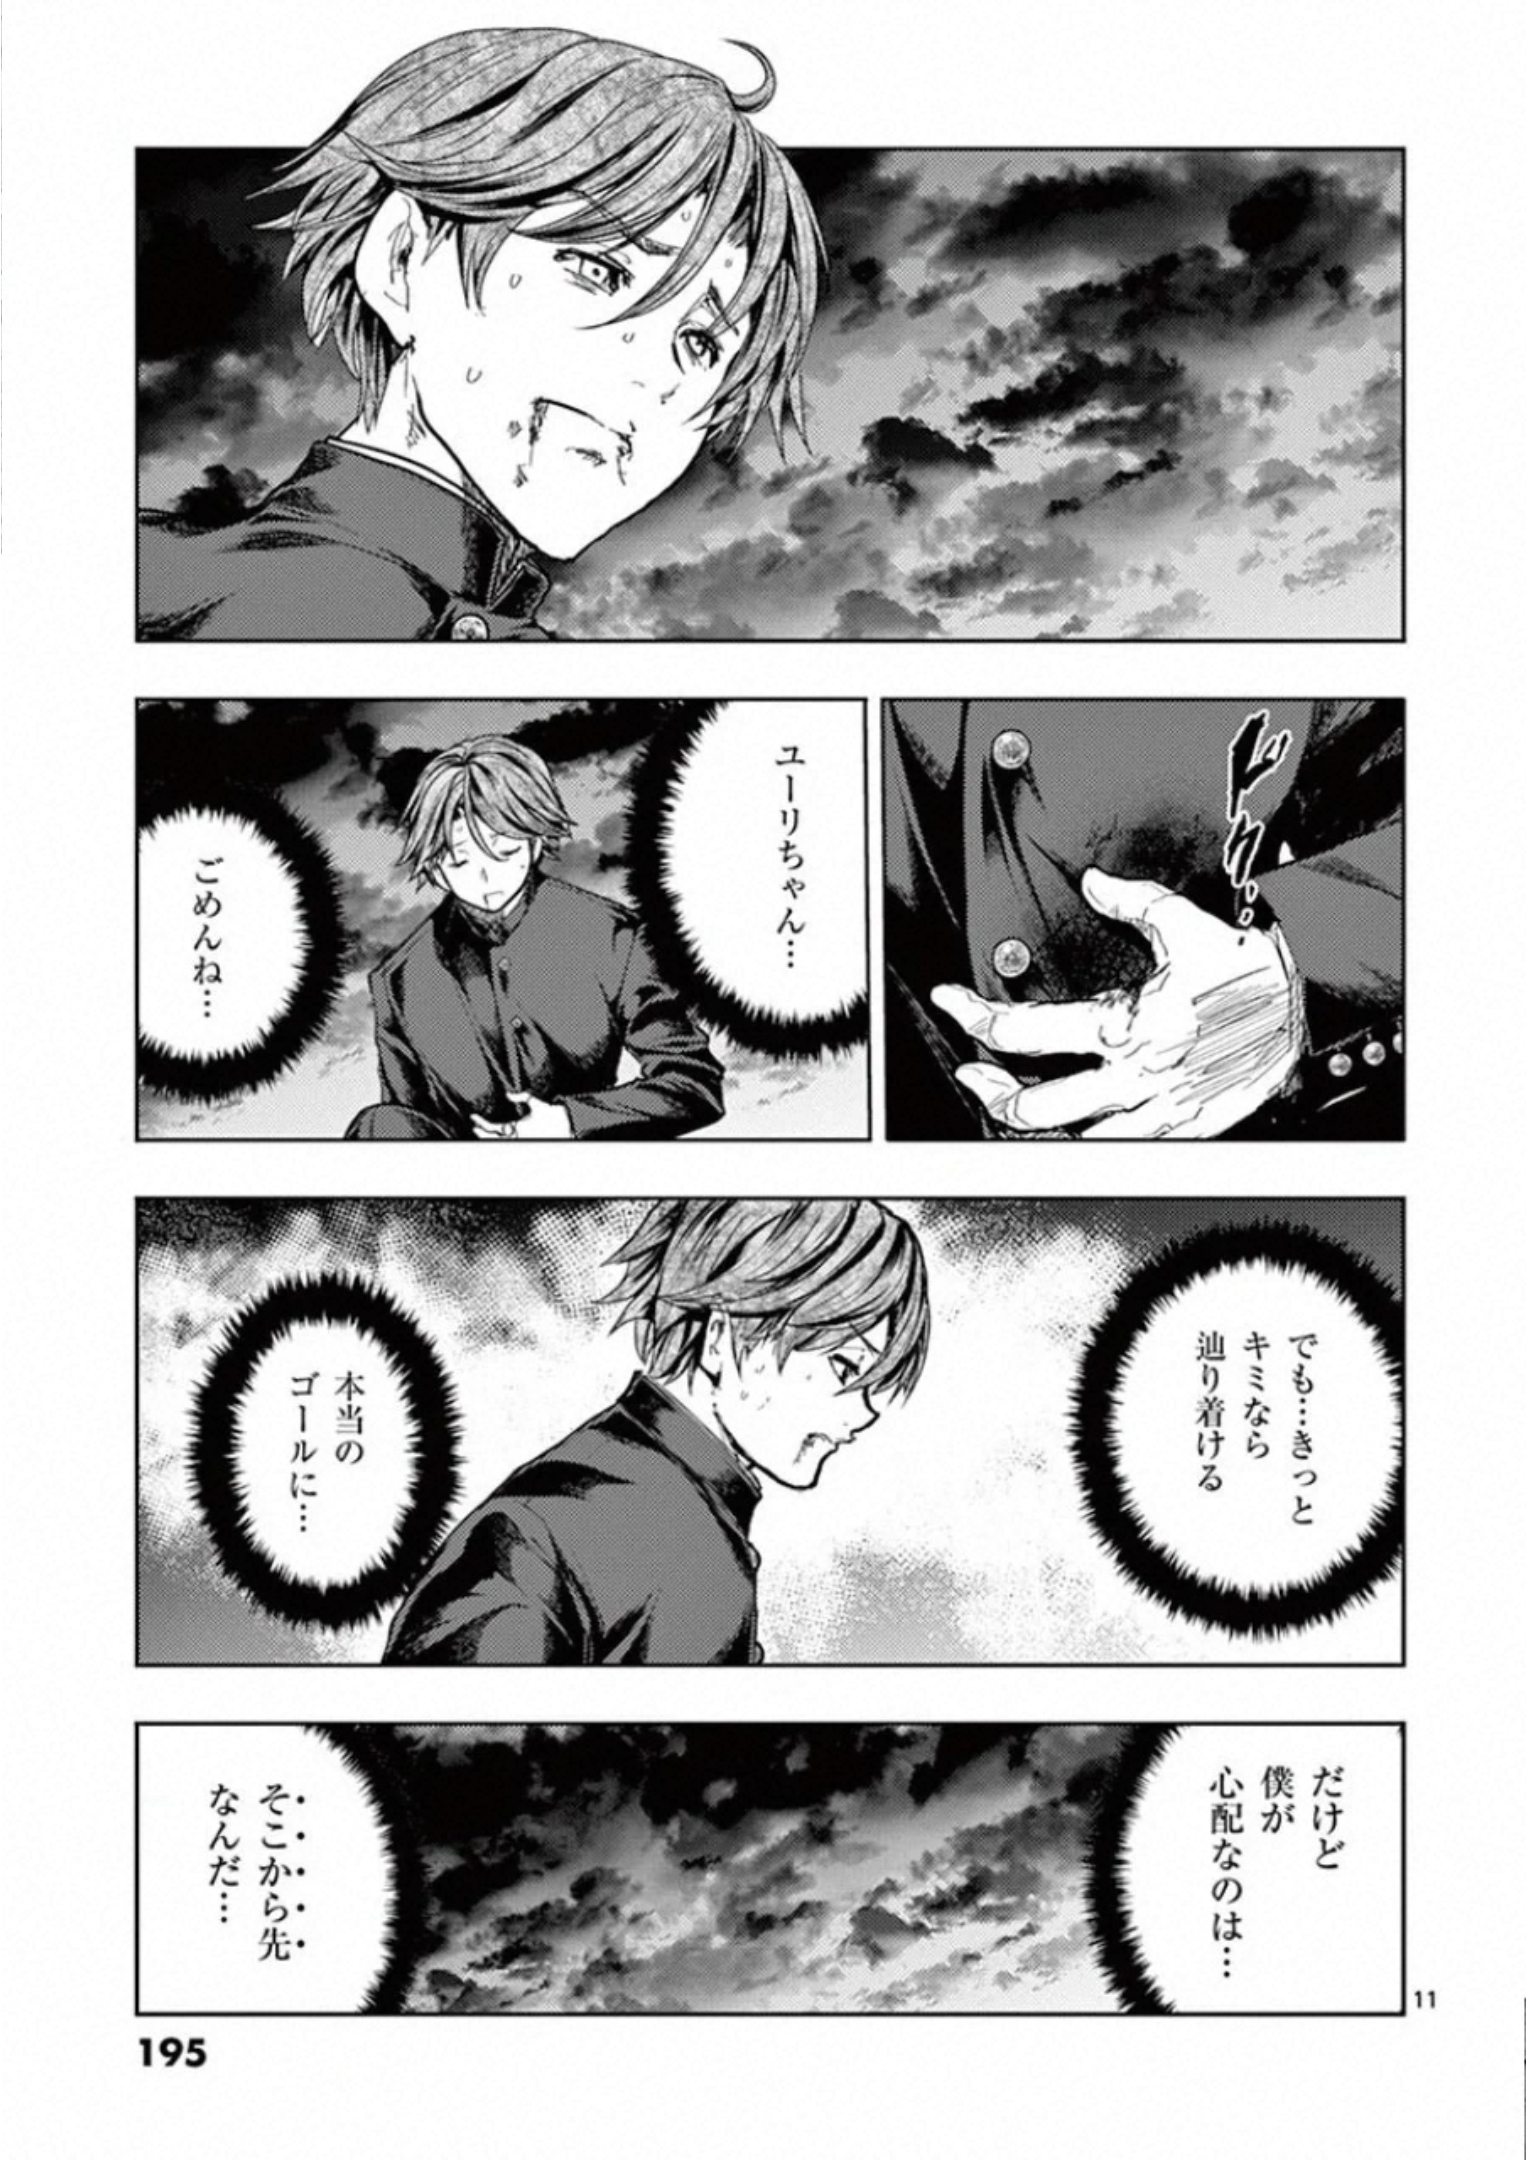 ドク…
ユーリちゃん…
ごめんね…
でも…きっと
キミなら
辿り着ける
本当の
ゴールに…
だけど
僕が
心配なのは…
そこから先
なんだ…
11
195